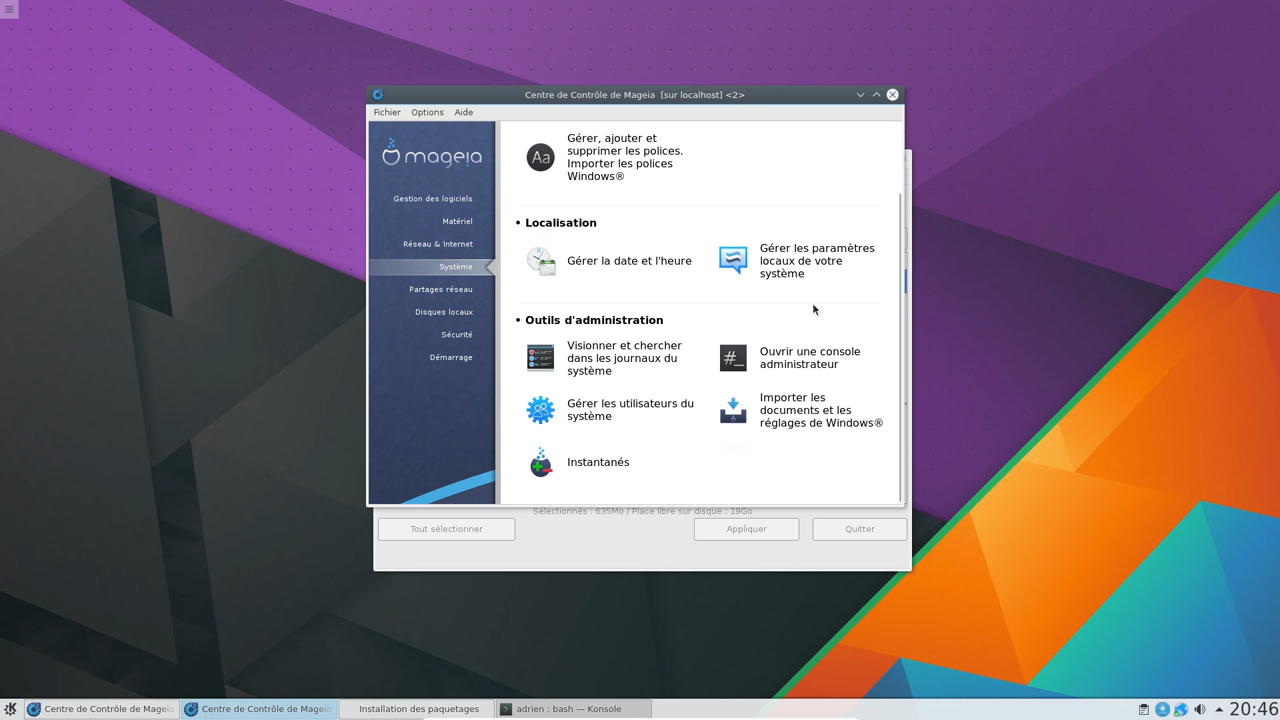 Centre de Contrôle de Mageia [sur localhost] <2>
Fichier Options Aide
mageia
Gestion des logiciels
Matériel
Réseau & Internet
Système
Partages réseau
Disques locaux
Sécurité
Démarrage
Aa
Gérer, ajouter et
supprimer les polices.
Importer les polices
Windows®
• Localisation
Gérer la date et l'heure
Gérer les paramètres
locaux de votre
système
• Outils d'administration
Visionner et chercher
dans les journaux du
système
#_
Ouvrir une console
administrateur
Gérer les utilisateurs du
système
Importer les
documents et les
réglages de Windows®
Instantanés
Sélectionnés : 635Mo / Place libre sur disque : 19Go
Tout sélectionner Appliquer Quitter
Centre de Contrôle de Mageia Centre de Contrôle de Mageia Installation des paquetages adrien : bash — Konsole 20:46